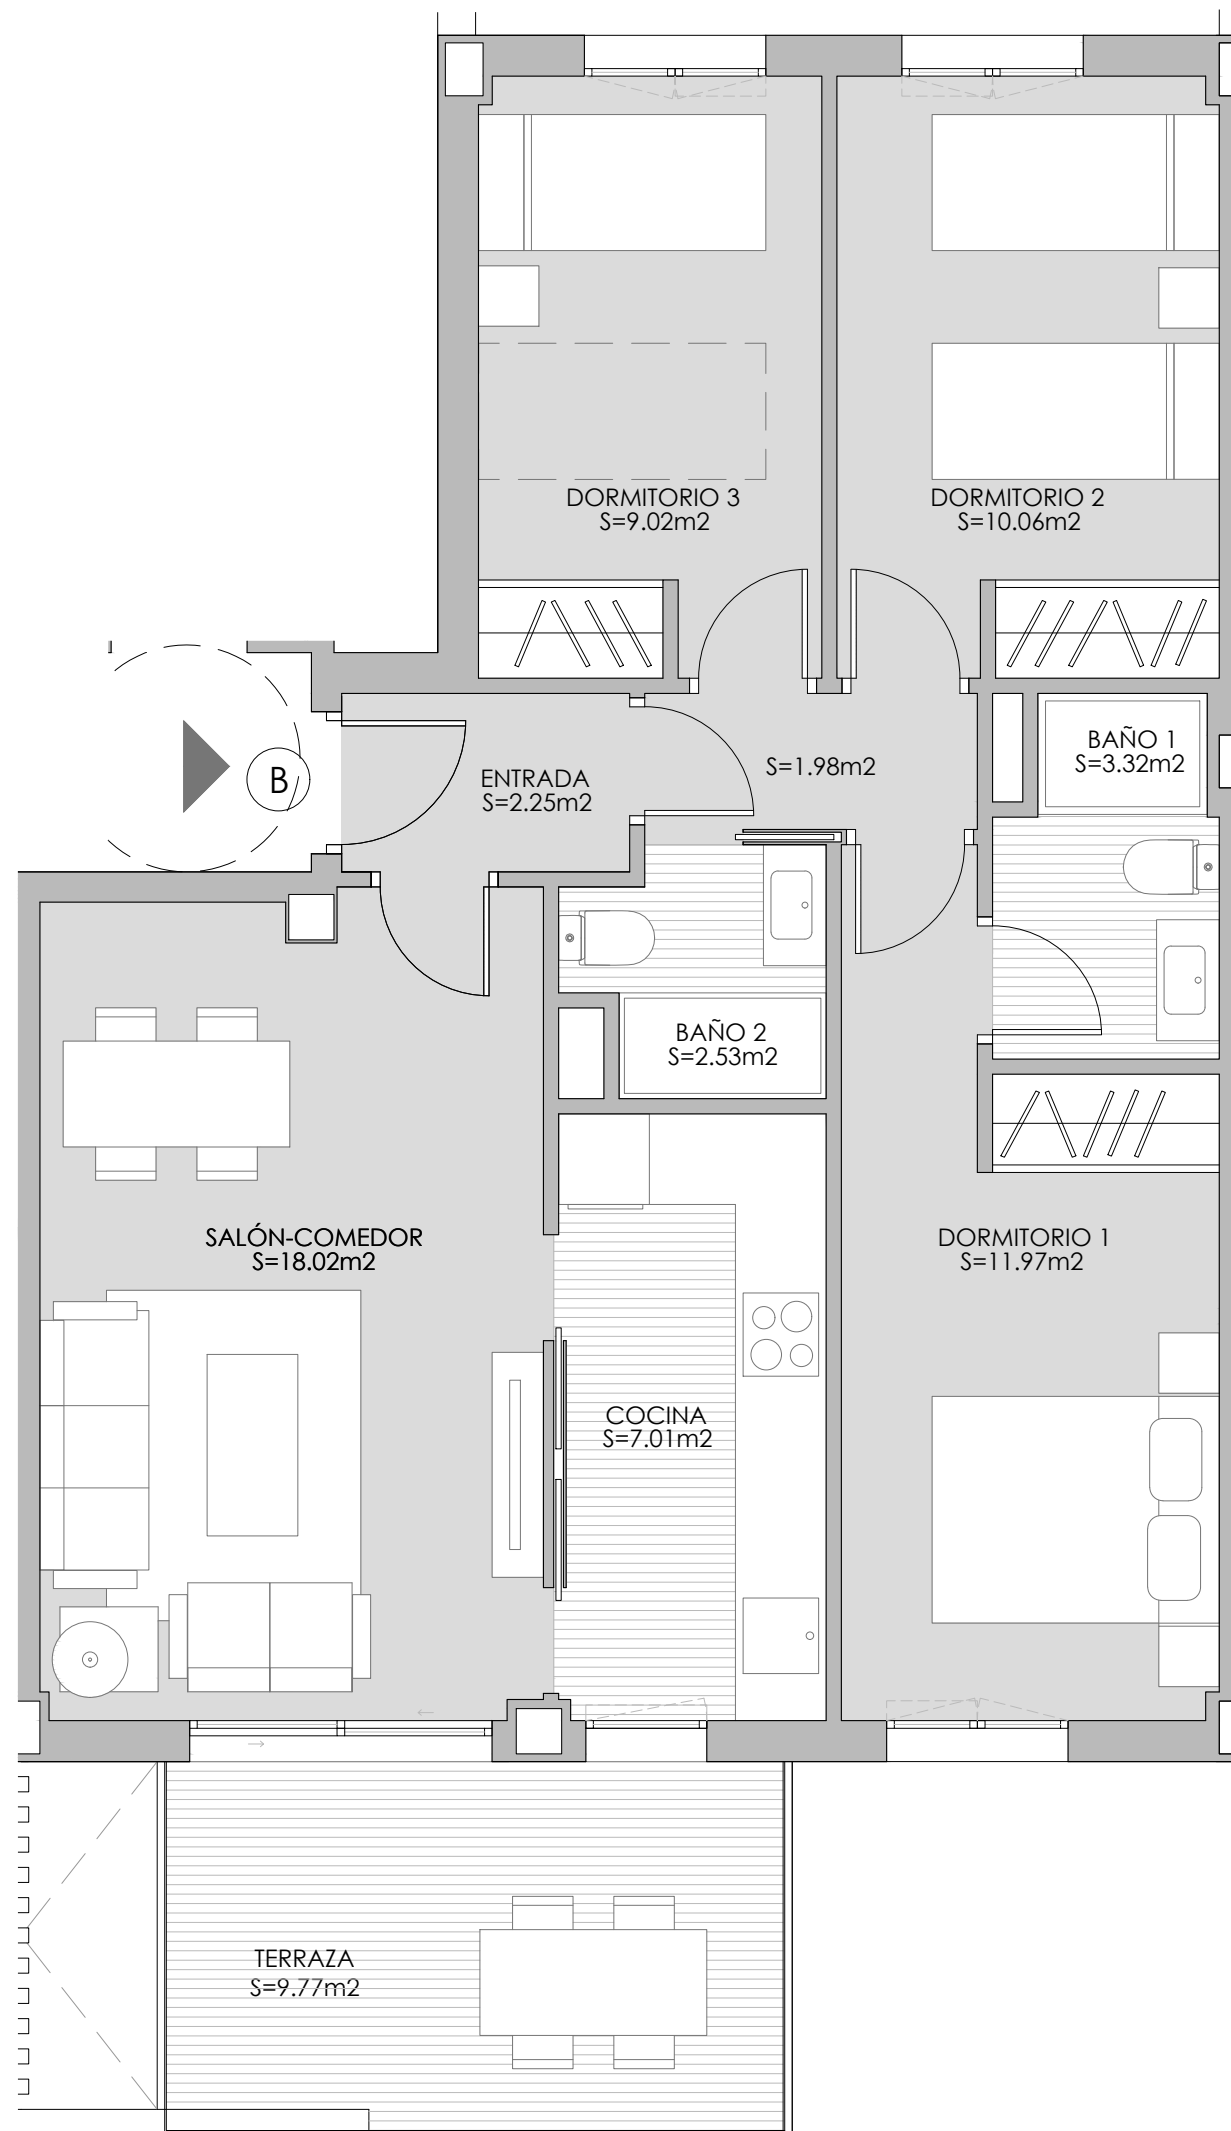 DORMITORIO 3
S=9.02m2
DORMITORIO 2
S=10.06m2
B
ENTRADA
S=2.25m2
S=1.98m2
BAÑO 1
S=3.32m2
BAÑO 2
S=2.53m2
SALÓN-COMEDOR
S=18.02m2
DORMITORIO 1
S=11.97m2
COCINA
S=7.01m2
TERRAZA
S=9.77m2